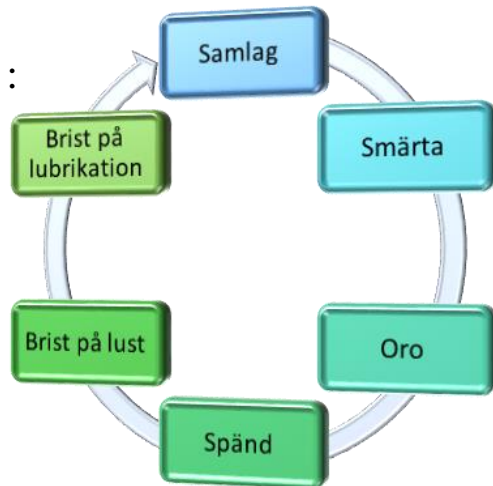 :
Samlag
Smärta
Oro
Spänd
Brist på lust
Brist på
lubrikation